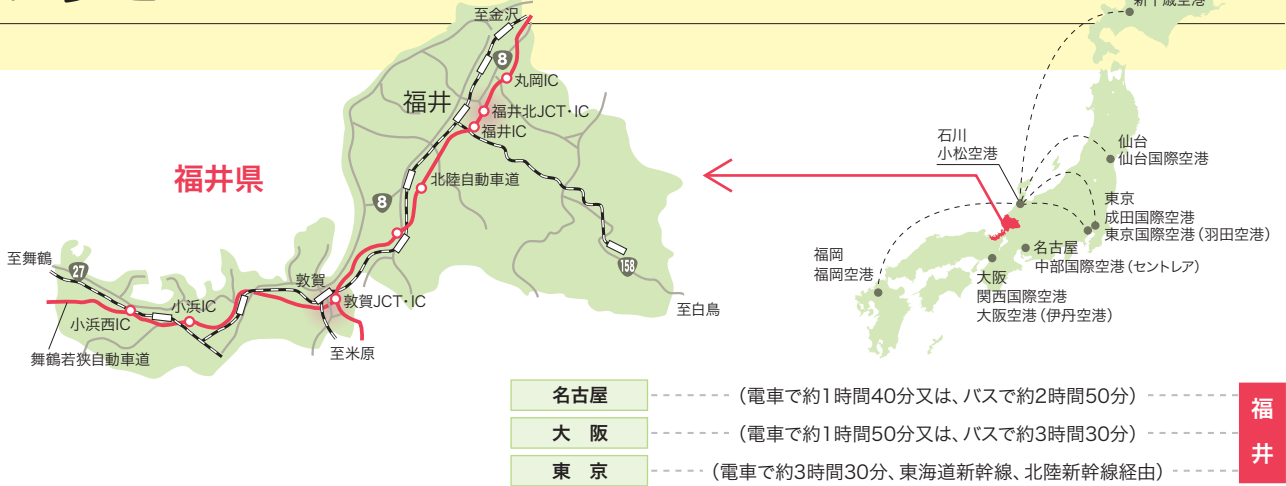 至金沢
8
丸岡IC
福井
福井北JCT・IC
福井IC
福井県
北陸自動車道
8
至舞鶴
27
敦賀
158
小浜IC
敦賀JCT・IC
至白鳥
小浜西IC
至米原
舞鶴若狭自動車道
新千歳空港
石川
小松空港
仙台
仙台国際空港
東京
成田国際空港
東京国際空港(羽田空港)
名古屋
中部国際空港(セントレア)
福岡
福岡空港
大阪
関西国際空港
大阪空港(伊丹空港)
名古屋 (電車で約1時間40分又は、バスで約2時間50分)
大 阪 (電車で約1時間50分又は、バスで約3時間30分)
東 京 (電車で約3時間30分、東海道新幹線、北陸新幹線経由)
福井